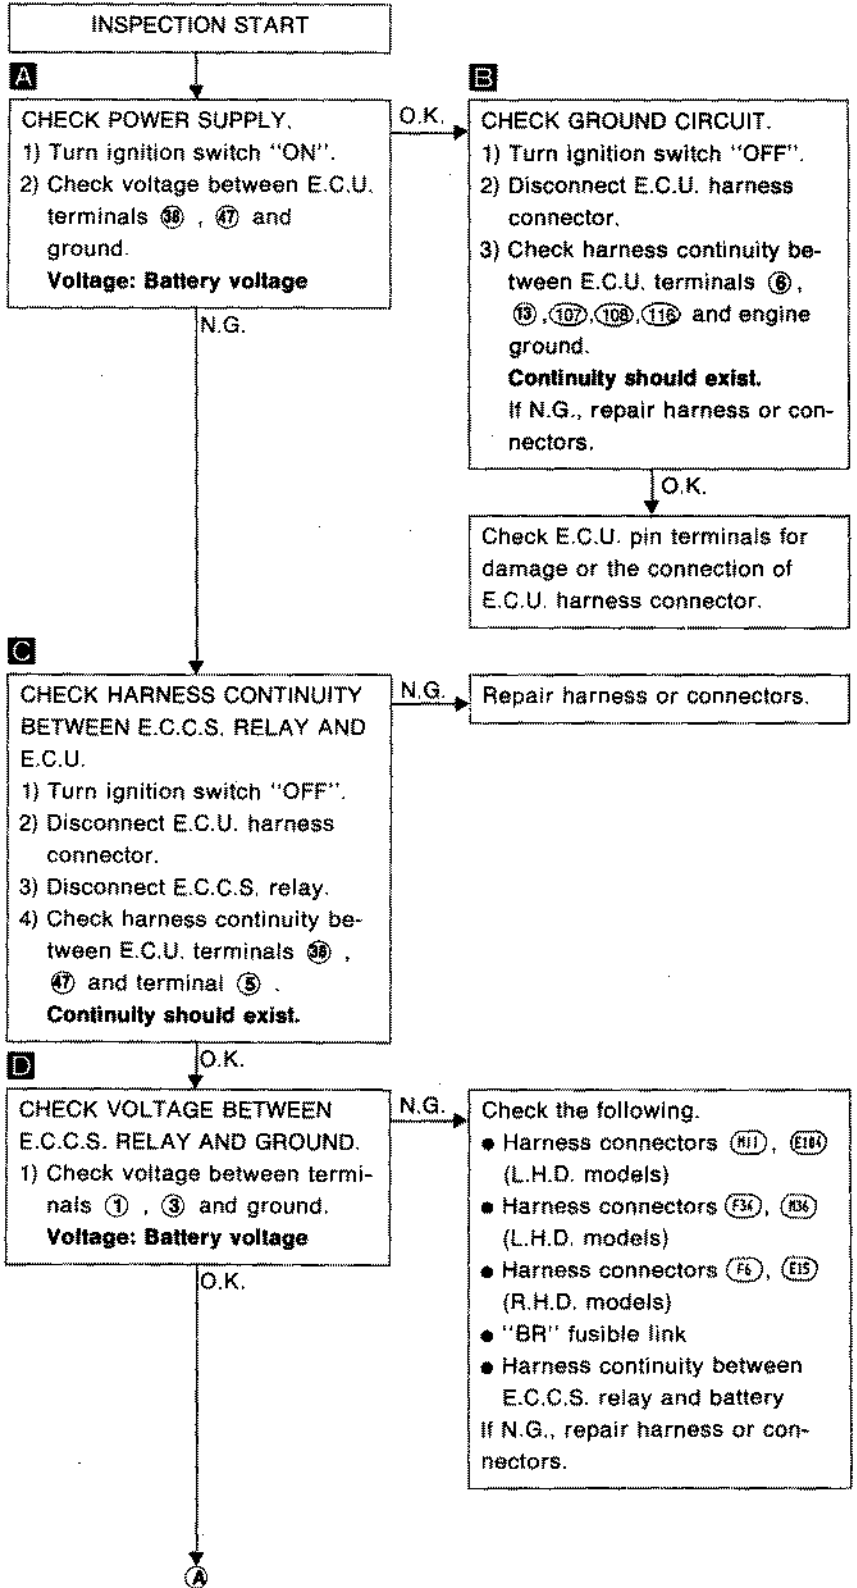 INSPECTION START
A
CHECK POWER SUPPLY.
1) Turn ignition switch "ON".
2) Check voltage between E.C.U.
terminals 38 , 47 and
ground.
Voltage: Battery voltage
O.K.
N.G.
B
CHECK GROUND CIRCUIT.
1) Turn ignition switch "OFF".
2) Disconnect E.C.U. harness
connector.
3) Check harness continuity be-
tween E.C.U. terminals 6 ,
13 , 107 , 108 , 116 and engine
ground.
Continuity should exist.
If N.G., repair harness or con-
nectors.
O.K.
Check E.C.U. pin terminals for
damage or the connection of
E.C.U. harness connector.
C
CHECK HARNESS CONTINUITY
BETWEEN E.C.C.S. RELAY AND
E.C.U.
1) Turn ignition switch "OFF".
2) Disconnect E.C.U. harness
connector.
3) Disconnect E.C.C.S. relay.
4) Check harness continuity be-
tween E.C.U. terminals 38 ,
47 and terminal 5 .
Continuity should exist.
N.G.
Repair harness or connectors.
O.K.
D
CHECK VOLTAGE BETWEEN
E.C.C.S. RELAY AND GROUND.
1) Check voltage between termi-
nals 1 , 3 and ground.
Voltage: Battery voltage
N.G.
Check the following.
● Harness connectors M11 , E104
(L.H.D. models)
● Harness connectors F36 , M36
(L.H.D. models)
● Harness connectors F6 , E15
(R.H.D. models)
● "BR" fusible link
● Harness continuity between
E.C.C.S. relay and battery
If N.G., repair harness or con-
nectors.
O.K.
A